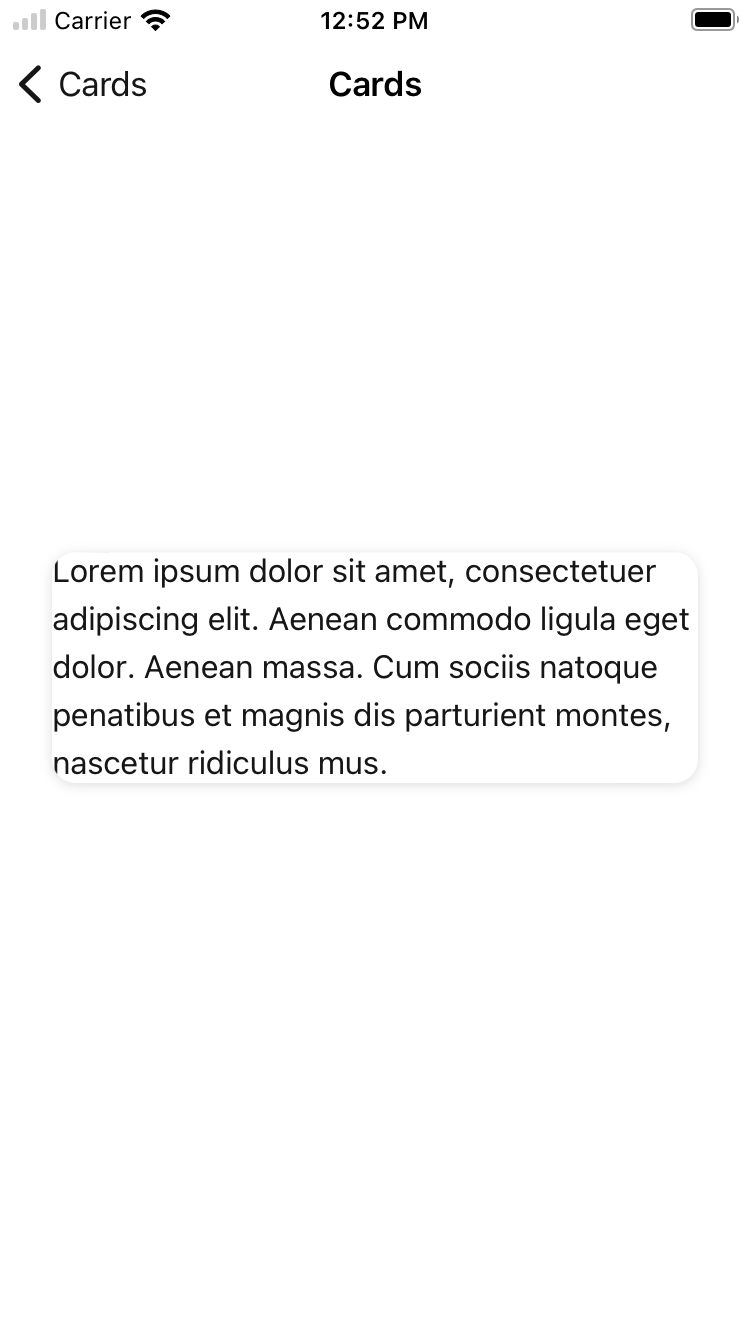 Carrier 12:52 PM
Cards Cards
Lorem ipsum dolor sit amet, consectetuer
adipiscing elit. Aenean commodo ligula eget
dolor. Aenean massa. Cum sociis natoque
penatibus et magnis dis parturient montes,
nascetur ridiculus mus.